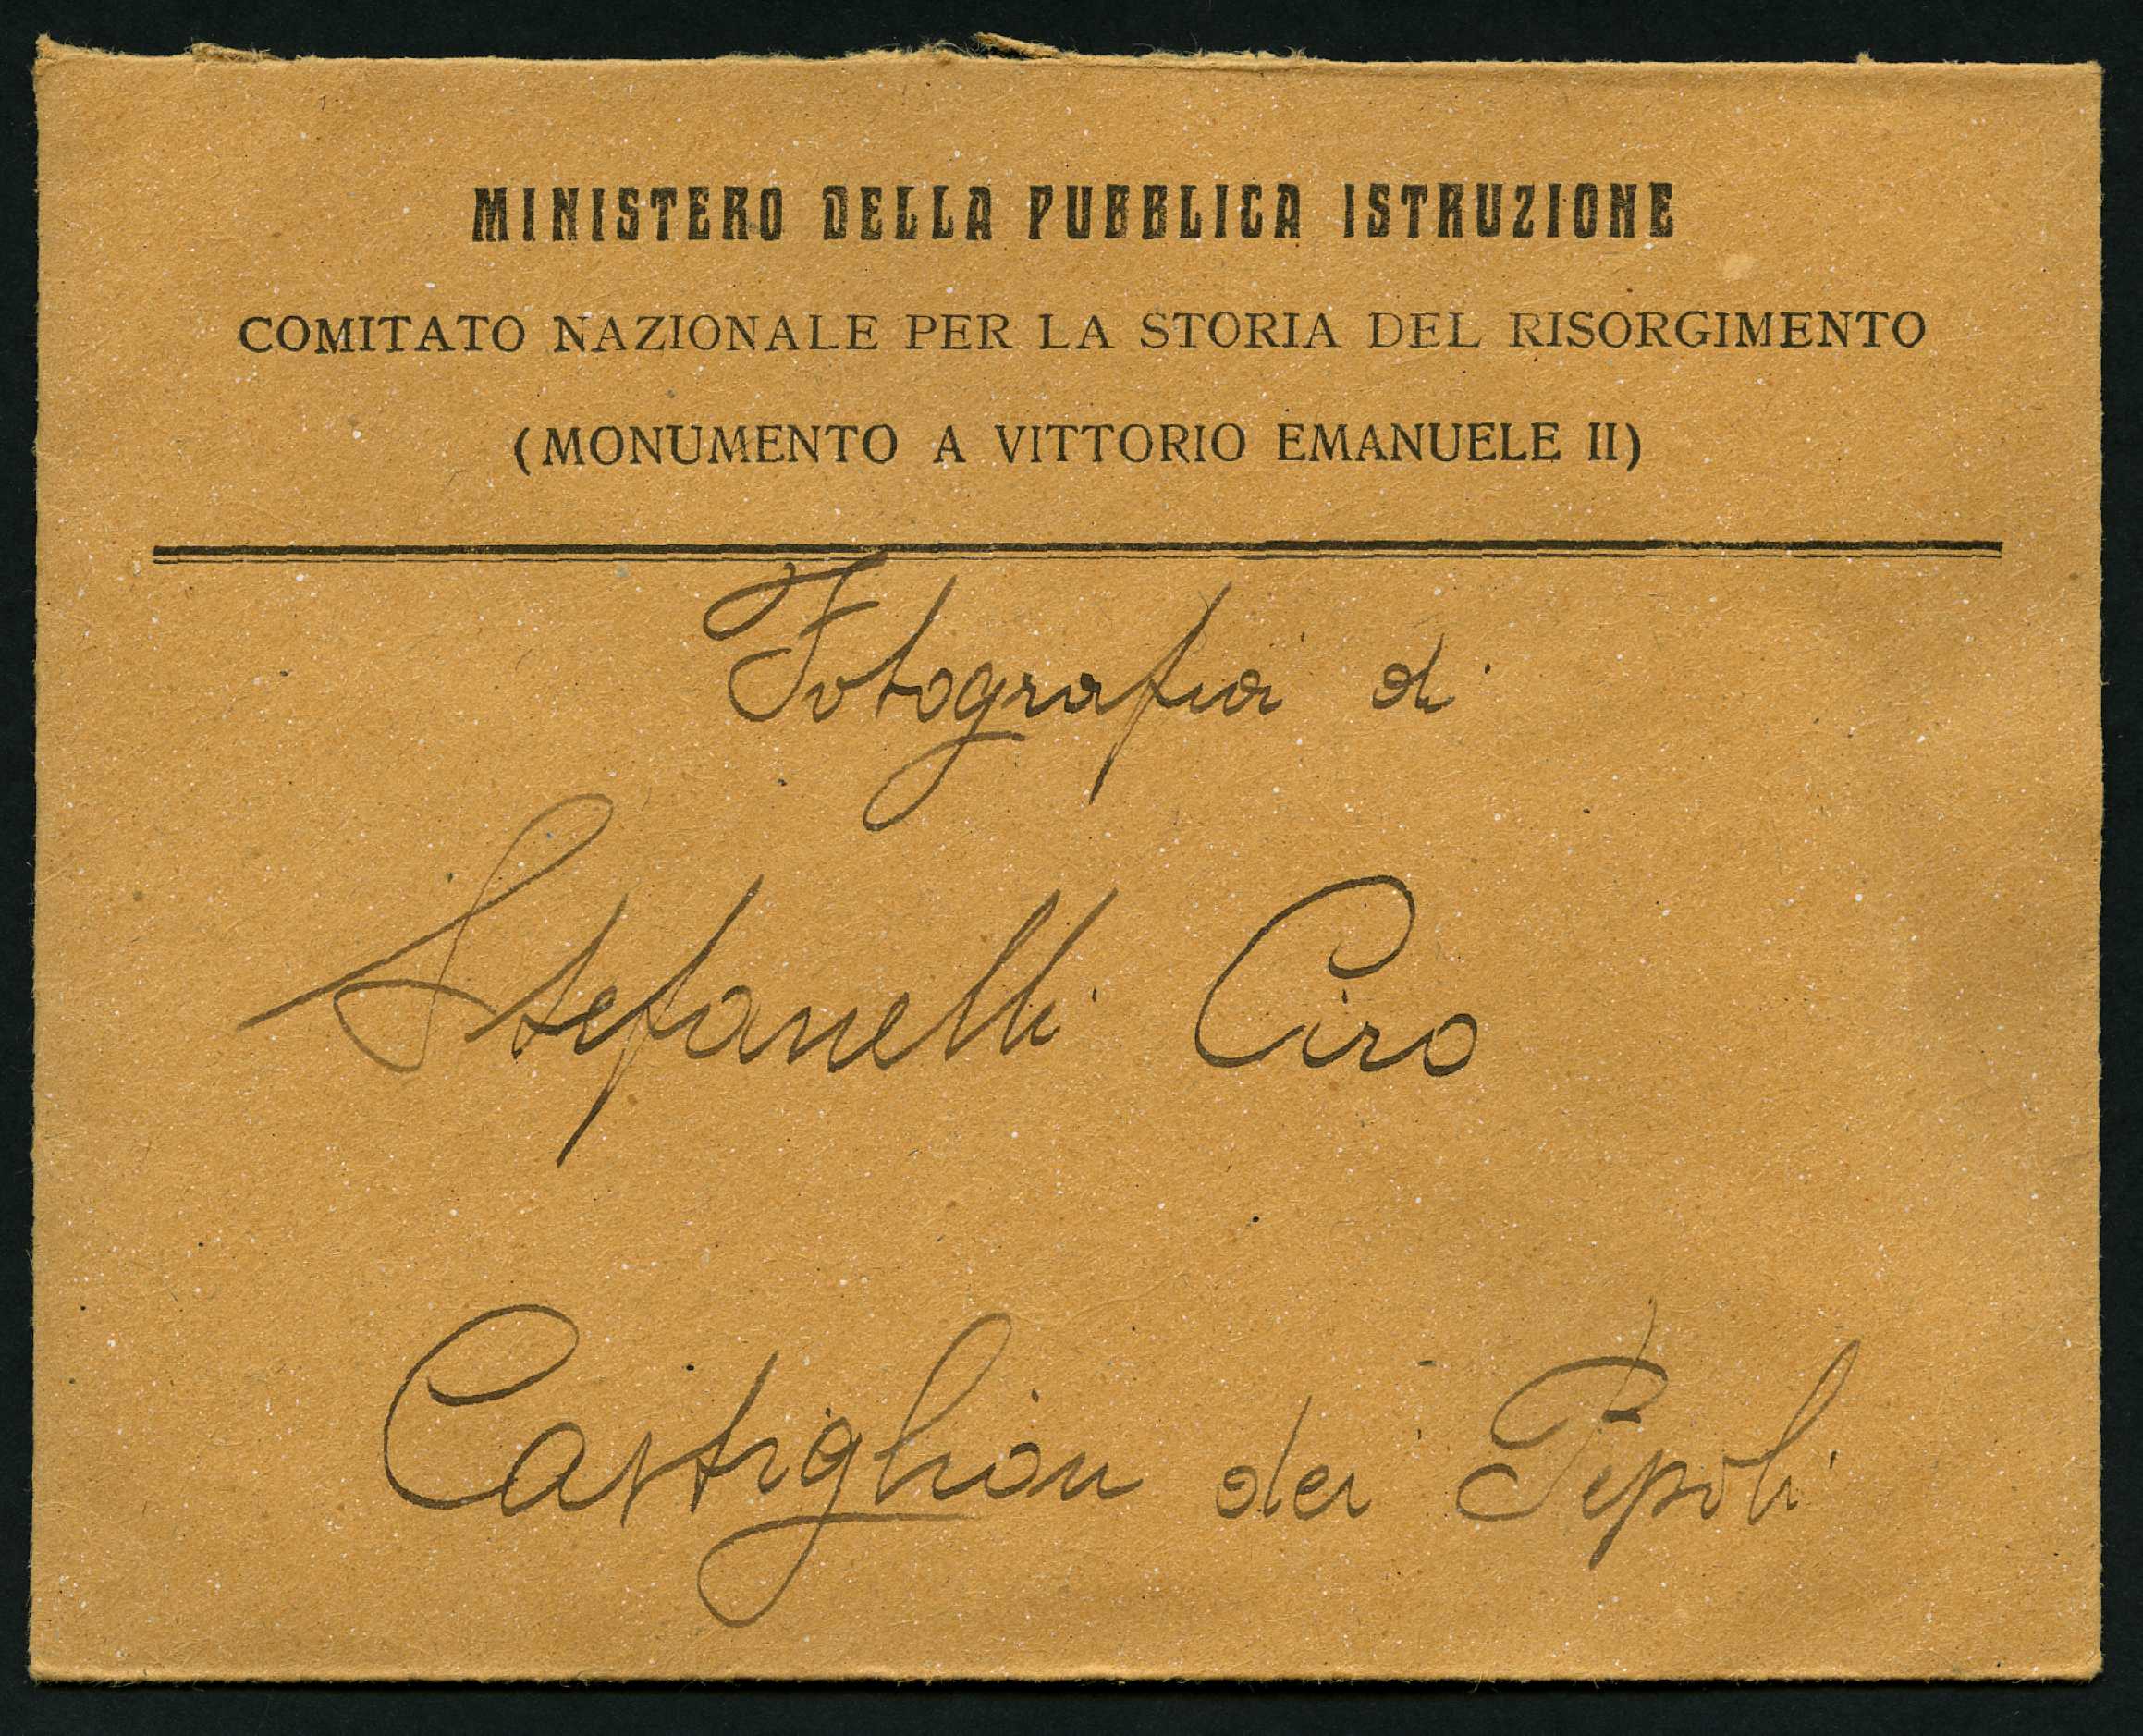 MINISTERO DELLA PUBBLICA ISTRUZIONE
COMITATO NAZIONALE PER LA STORIA DEL RISORGIMENTO
(MONUMENTO A VITTORIO EMANUELE II)
Fotografia di
Stefanelli Ciro
Castiglion dei Pepoli